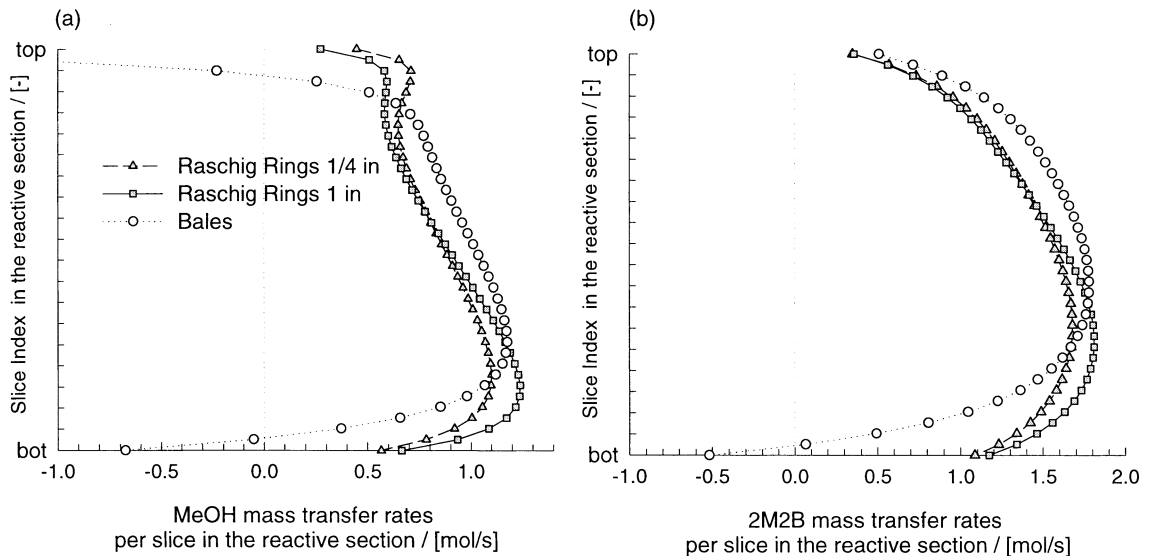 (a)
top
Slice Index in the reactive section / [-]
Raschig Rings 1/4 in
Raschig Rings 1 in
Bales
bot
-1.0
-0.5
0.0
0.5
1.0
MeOH mass transfer rates
per slice in the reactive section / [mol/s]
(b)
top
Slice Index in the reactive section / [-]
bot
-1.0
-0.5
0.0
0.5
1.0
1.5
2.0
2M2B mass transfer rates
per slice in the reactive section / [mol/s]